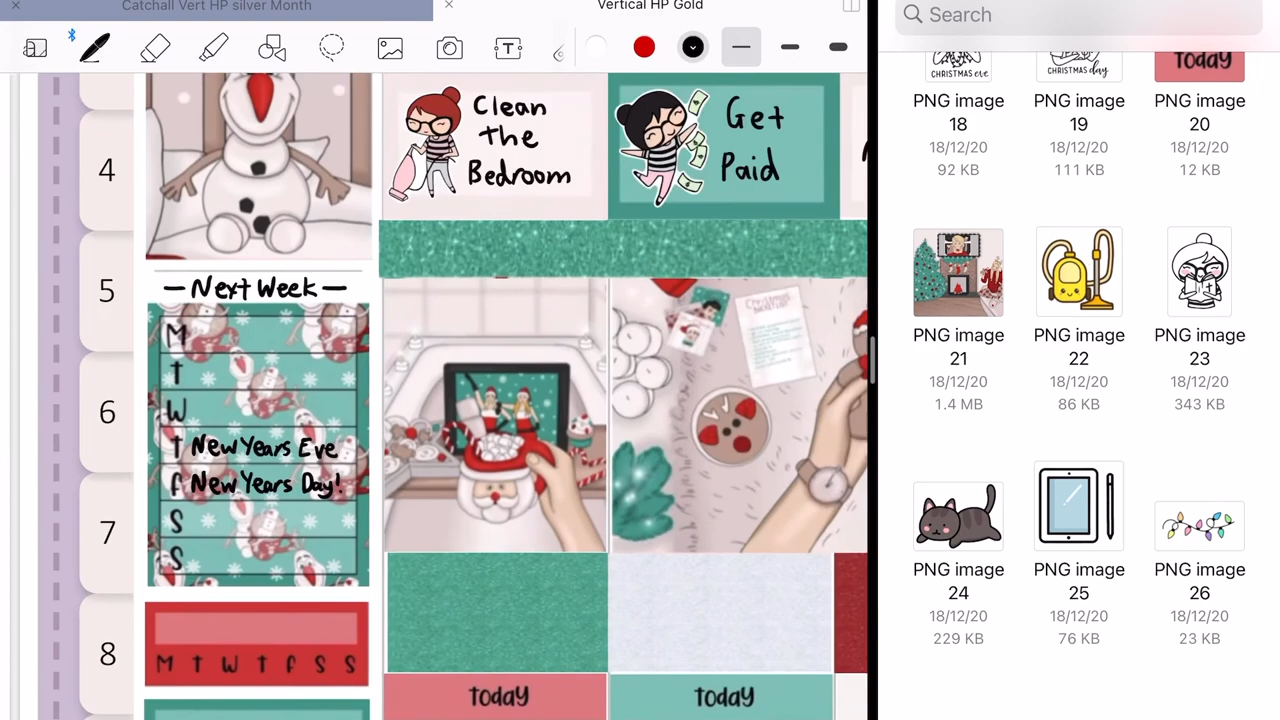 Catchall Vert HP silver Month
Vertical HP Gold
Search
4
5
6
7
8
Clean
the
Bedroom
Get
Paid
— Next Week —
M
T
W
T New Years Eve
F New Years Day!
S
S
M T W T F S S
Christmas
today
today
CHRISTMAS eve
CHRISTMAS day
Today
PNG image
18
18/12/20
92 KB
PNG image
19
18/12/20
111 KB
PNG image
20
18/12/20
12 KB
PNG image
21
18/12/20
1.4 MB
PNG image
22
18/12/20
86 KB
PNG image
23
18/12/20
343 KB
PNG image
24
18/12/20
229 KB
PNG image
25
18/12/20
76 KB
PNG image
26
18/12/20
23 KB